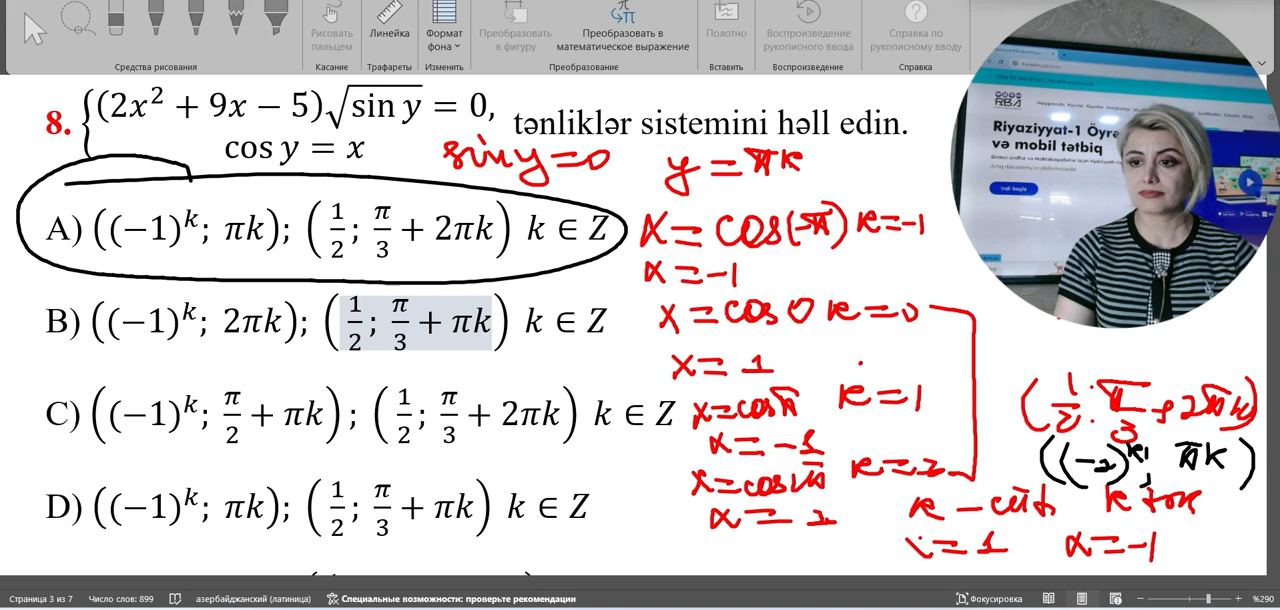 Рисовать пальцем
Линейка
Формат фона
Преобразовать в фигуру
Преобразовать в математическое выражение
Полотно
Воспроизведение рукописного ввода
Справка по рукописному вводу
Средства рисования
Касание
Трафареты
Изменить
Преобразование
Вставить
Воспроизведение
Справка
RBA
Riyaziyyat-1 Öyrə
və mobil tətbiq
İndi başla
8. {(2x² + 9x − 5)√sin y = 0,
cos y = x
tənliklər sistemini həll edin.
sin y = 0
y = πk
A) ((−1)ᵏ; πk); (1/2; π/3 + 2πk) k ∈ Z
x = cos(-π) k = -1
x = -1
B) ((−1)ᵏ; 2πk); (1/2; π/3 + πk) k ∈ Z
x = cos 0 k = 0
x = 1
C) ((−1)ᵏ; π/2 + πk); (1/2; π/3 + 2πk) k ∈ Z
x = cos π k = 1
x = -1
(1/2; π/3 + 2πk)
πk)
D) ((−1)ᵏ; πk); (1/2; π/3 + πk) k ∈ Z
k = 2
k - cüt k tək
= 1 x = -1
Страница 3 из 7
Число слов: 899
азербайджанский (латиница)
Специальные возможности: проверьте рекомендации
Фокусировка
%290